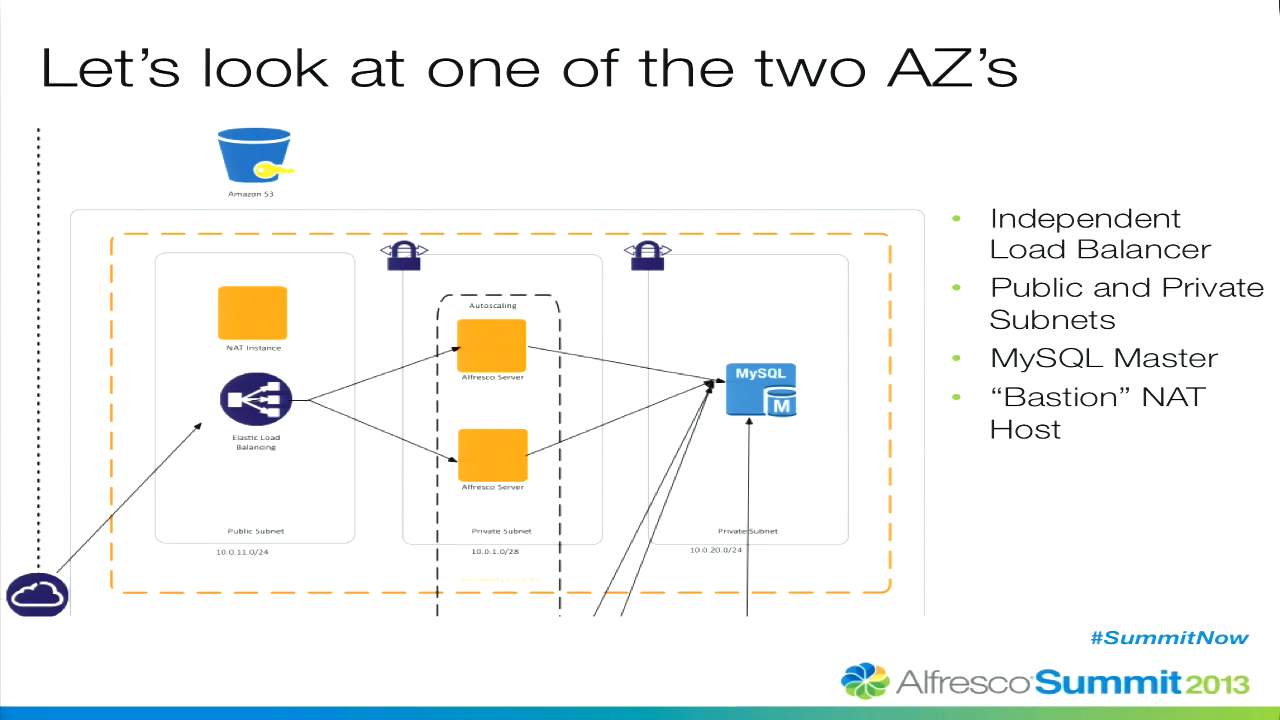 Let's look at one of the two AZ's
Amazon S3
Autoscaling
NAT Instance
Alfresco Server
MySQL
M
Elastic Load
Balancing
Alfresco Server
Public Subnet
Private Subnet
Private Subnet
10.0.11.0/24
10.0.1.0/28
10.0.20.0/24
• Independent
Load Balancer
• Public and Private
Subnets
• MySQL Master
• “Bastion” NAT
Host
#SummitNow
Alfresco Summit 2013